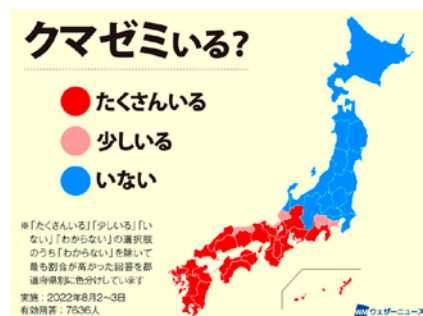 クマゼミいる?
たくさんいる
少しいる
いない
※「たくさんいる」「少しいる」「い
ない」「わからない」の選択肢
のうち「わからない」を除いて
最も割合が高かった回答を都
道府県別に色分けしています
実施：2022年8月2～3日
有効回答：7636人
WN ウェザーニュース